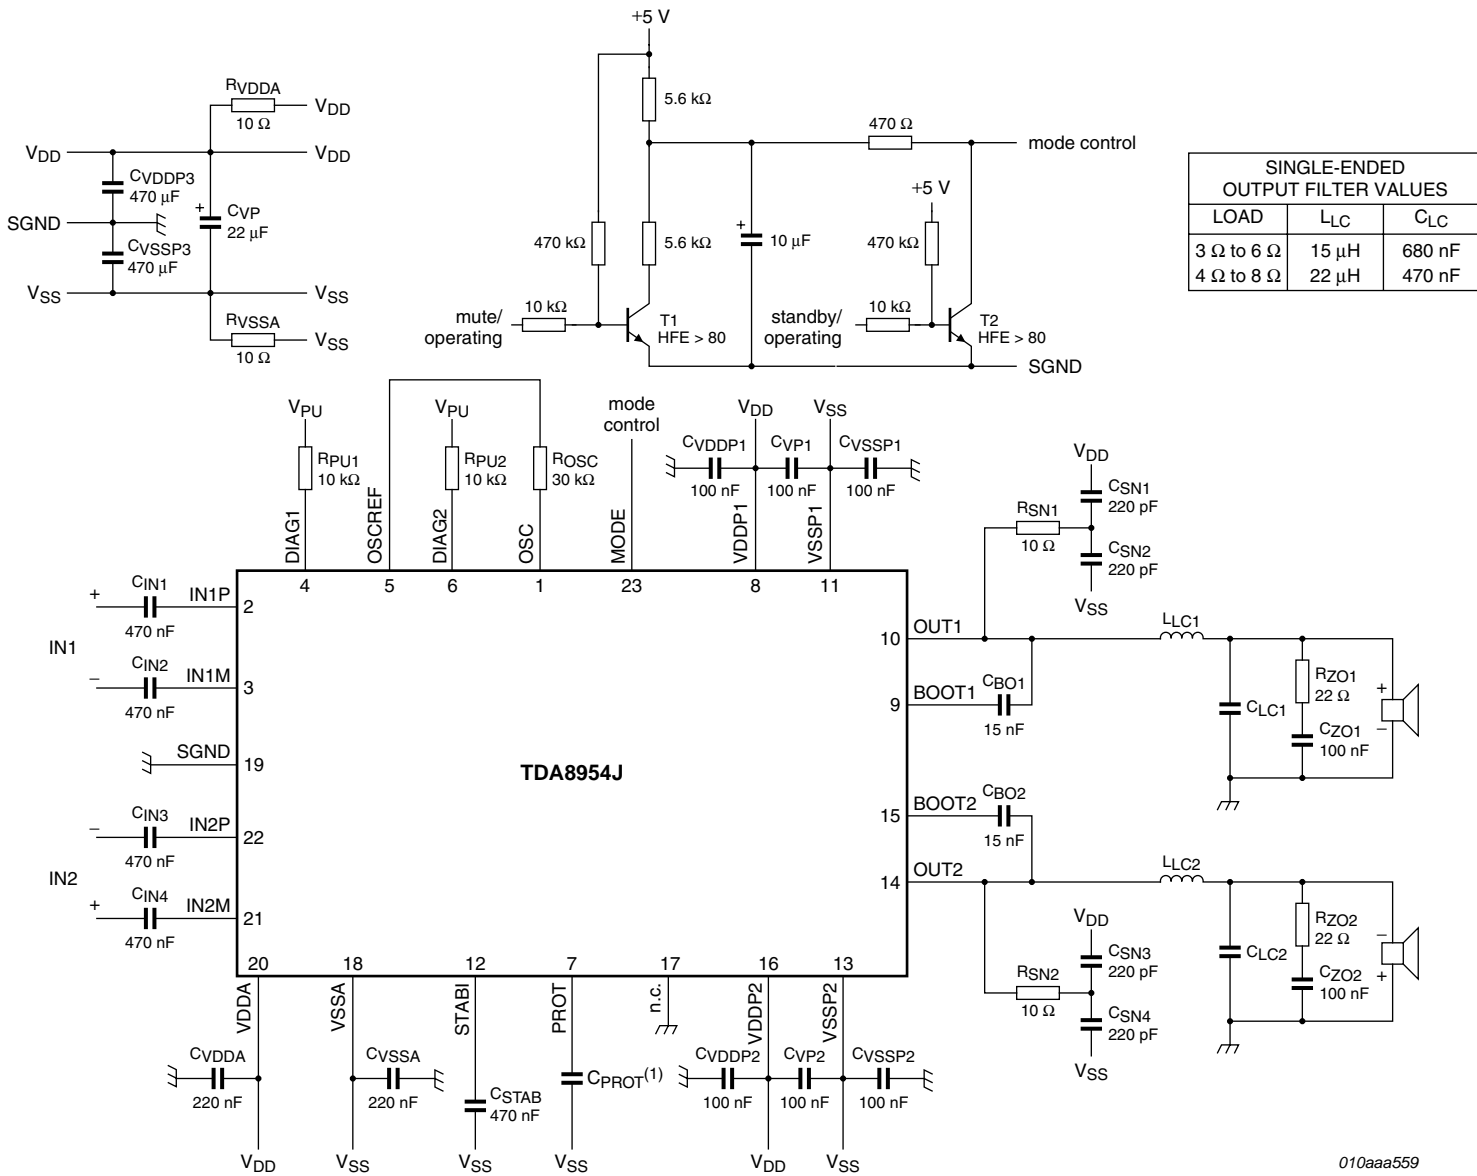 +5 V
RVDDA
10 Ω
VDD
VDD
VDD
CVDDP3
470 μF
SGND
CVP
22 μF
+
CVSSP3
470 μF
VSS
VSS
RVSSA
10 Ω
VSS
5.6 kΩ
470 Ω
mode control
+5 V
470 kΩ
5.6 kΩ
+
10 μF
470 kΩ
mute/
operating
10 kΩ
T1
HFE > 80
standby/
operating
10 kΩ
T2
HFE > 80
SGND
SINGLE-ENDED
OUTPUT FILTER VALUES
LOAD LLC CLC
3 Ω to 6 Ω 15 μH 680 nF
4 Ω to 8 Ω 22 μH 470 nF
VPU
RPU1
10 kΩ
DIAG1
4
OSCREF
5
VPU
RPU2
10 kΩ
DIAG2
6
ROSC
30 kΩ
OSC
1
mode
control
MODE
23
VDD
VSS
CVDDP1
100 nF
CVP1
100 nF
CVSSP1
100 nF
VDDP1
8
VSSP1
11
VDD
CSN1
220 pF
RSN1
10 Ω
CSN2
220 pF
VSS
IN1
+
CIN1
470 nF
IN1P
2
−
CIN2
470 nF
IN1M
3
SGND
19
IN2
−
CIN3
470 nF
IN2P
22
+
CIN4
470 nF
IN2M
21
TDA8954J
10
OUT1
LLC1
9
BOOT1
CBO1
15 nF
CLC1
RZO1
22 Ω
CZO1
100 nF
+
−
15
BOOT2
CBO2
15 nF
14
OUT2
LLC2
CLC2
RZO2
22 Ω
CZO2
100 nF
−
+
VDD
CSN3
220 pF
RSN2
10 Ω
CSN4
220 pF
VSS
20
VDDA
CVDDA
220 nF
VDD
18
VSSA
CVSSA
220 nF
VSS
12
STABI
CSTAB
470 nF
VSS
7
PROT
CPROT(1)
VSS
17
n.c.
16
VDDP2
13
VSSP2
CVDDP2
100 nF
CVP2
100 nF
CVSSP2
100 nF
VDD
VSS
010aaa559